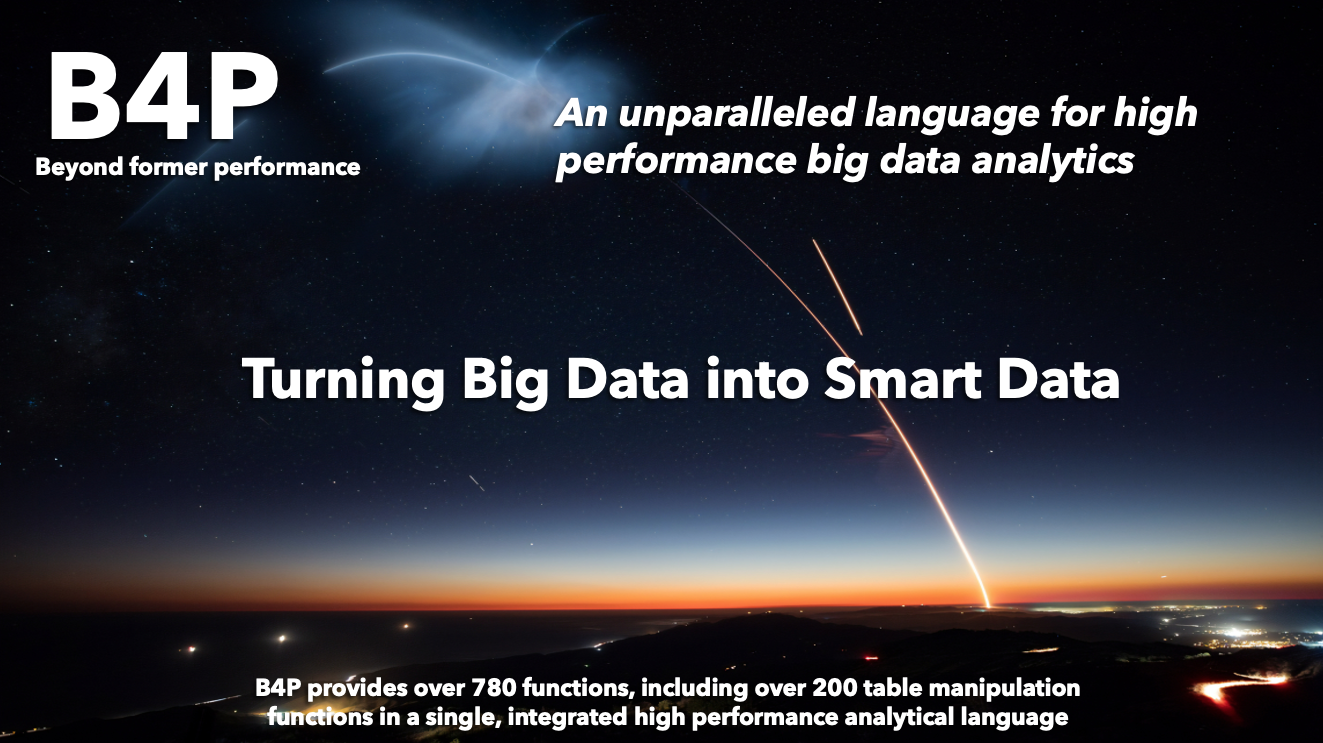 B4P
Beyond former performance
An unparalleled language for high
performance big data analytics
Turning Big Data into Smart Data
B4P provides over 780 functions, including over 200 table manipulation
functions in a single, integrated high performance analytical language